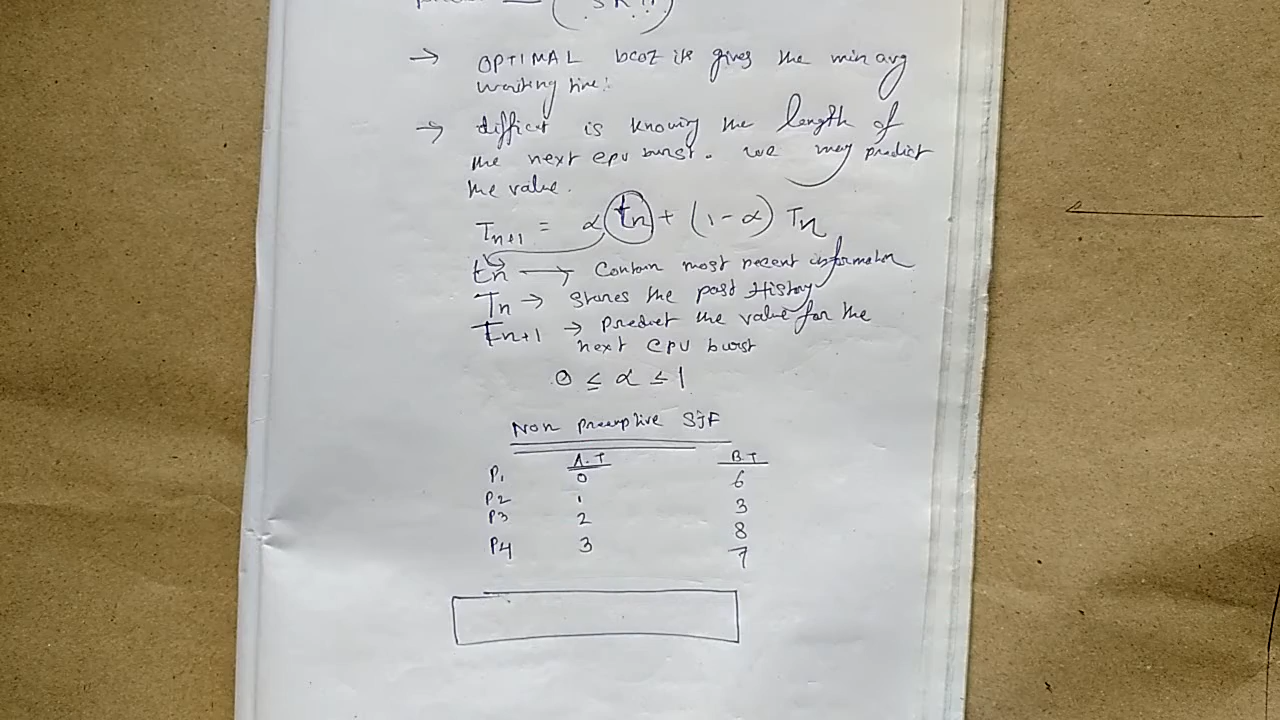 → OPTIMAL bcoz it gives the min avg
waiting time.
→ difficut is knowing the length of
the next cpu burst. we may predict
the value.
Tn+1 = α tn + (1-α) Tn
tn → Contain most recent information
Tn → stores the past History
Tn+1 → Predict the value for the
next CPU burst
0 ≤ α ≤ 1
Non preemptive SJF
A.T B.T
P1 0 6
P2 1 3
P3 2 8
P4 3 7